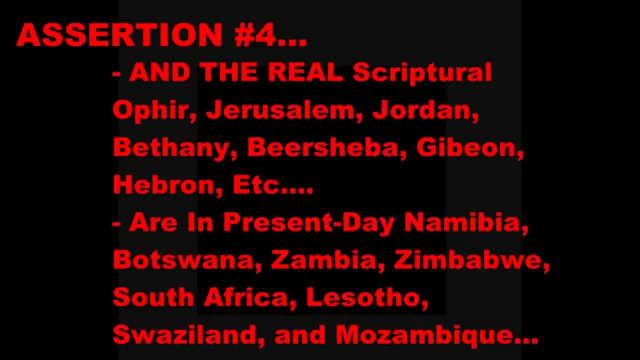 ASSERTION #4...
- AND THE REAL Scriptural
Ophir, Jerusalem, Jordan,
Bethany, Beersheba, Gibeon,
Hebron, Etc....
- Are In Present-Day Namibia,
Botswana, Zambia, Zimbabwe,
South Africa, Lesotho,
Swaziland, and Mozambique...